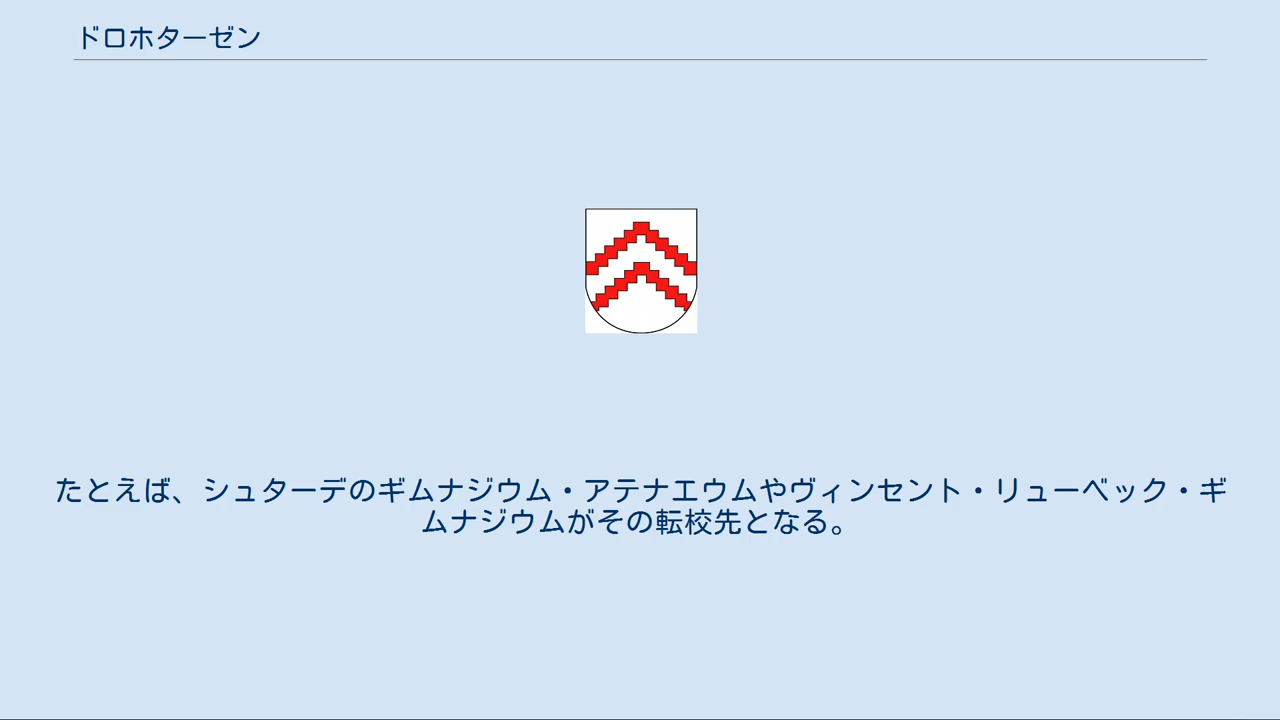 ドロホターゼン
たとえば、シュターデのギムナジウム・アテナエウムやヴィンセント・リューベック・ギ
ムナジウムがその転校先となる。